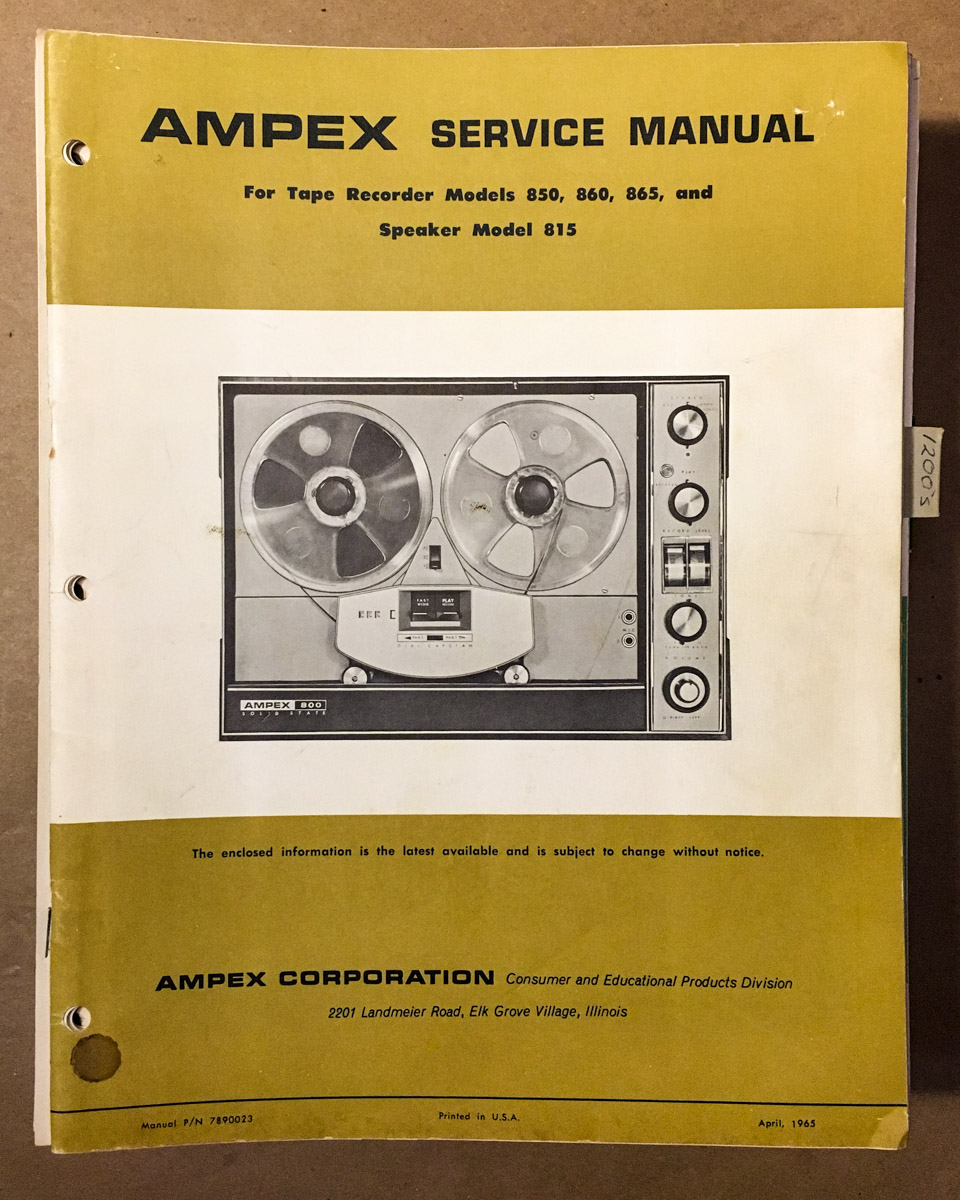 AMPEX SERVICE MANUAL
For Tape Recorder Models 850, 860, 865, and
Speaker Model 815
1200's
FAST WIND PLAY
AMPEX 800
SOLID STATE
The enclosed information is the latest available and is subject to change without notice.
AMPEX CORPORATION Consumer and Educational Products Division
2201 Landmeier Road, Elk Grove Village, Illinois
Manual P/N 7890023 Printed in U.S.A. April, 1965